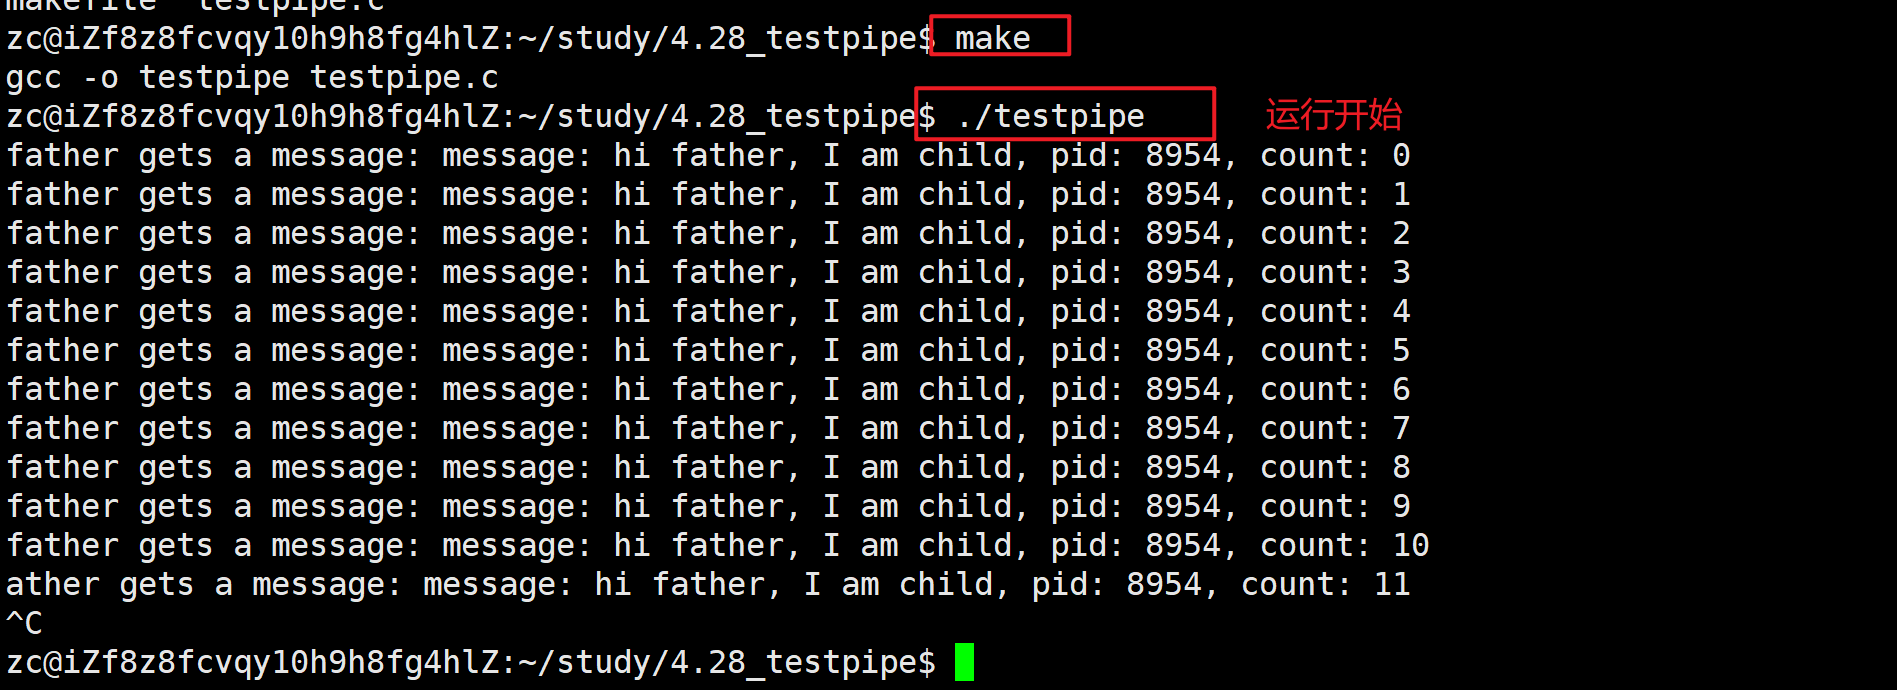 makefile  testpipe.c
zc@iZf8z8fcvqy10h9h8fg4hlZ:~/study/4.28_testpipe$ make
gcc -o testpipe testpipe.c
zc@iZf8z8fcvqy10h9h8fg4hlZ:~/study/4.28_testpipe$ ./testpipe 运行开始
father gets a message: message: hi father, I am child, pid: 8954, count: 0
father gets a message: message: hi father, I am child, pid: 8954, count: 1
father gets a message: message: hi father, I am child, pid: 8954, count: 2
father gets a message: message: hi father, I am child, pid: 8954, count: 3
father gets a message: message: hi father, I am child, pid: 8954, count: 4
father gets a message: message: hi father, I am child, pid: 8954, count: 5
father gets a message: message: hi father, I am child, pid: 8954, count: 6
father gets a message: message: hi father, I am child, pid: 8954, count: 7
father gets a message: message: hi father, I am child, pid: 8954, count: 8
father gets a message: message: hi father, I am child, pid: 8954, count: 9
father gets a message: message: hi father, I am child, pid: 8954, count: 10
ather gets a message: message: hi father, I am child, pid: 8954, count: 11
^C
zc@iZf8z8fcvqy10h9h8fg4hlZ:~/study/4.28_testpipe$